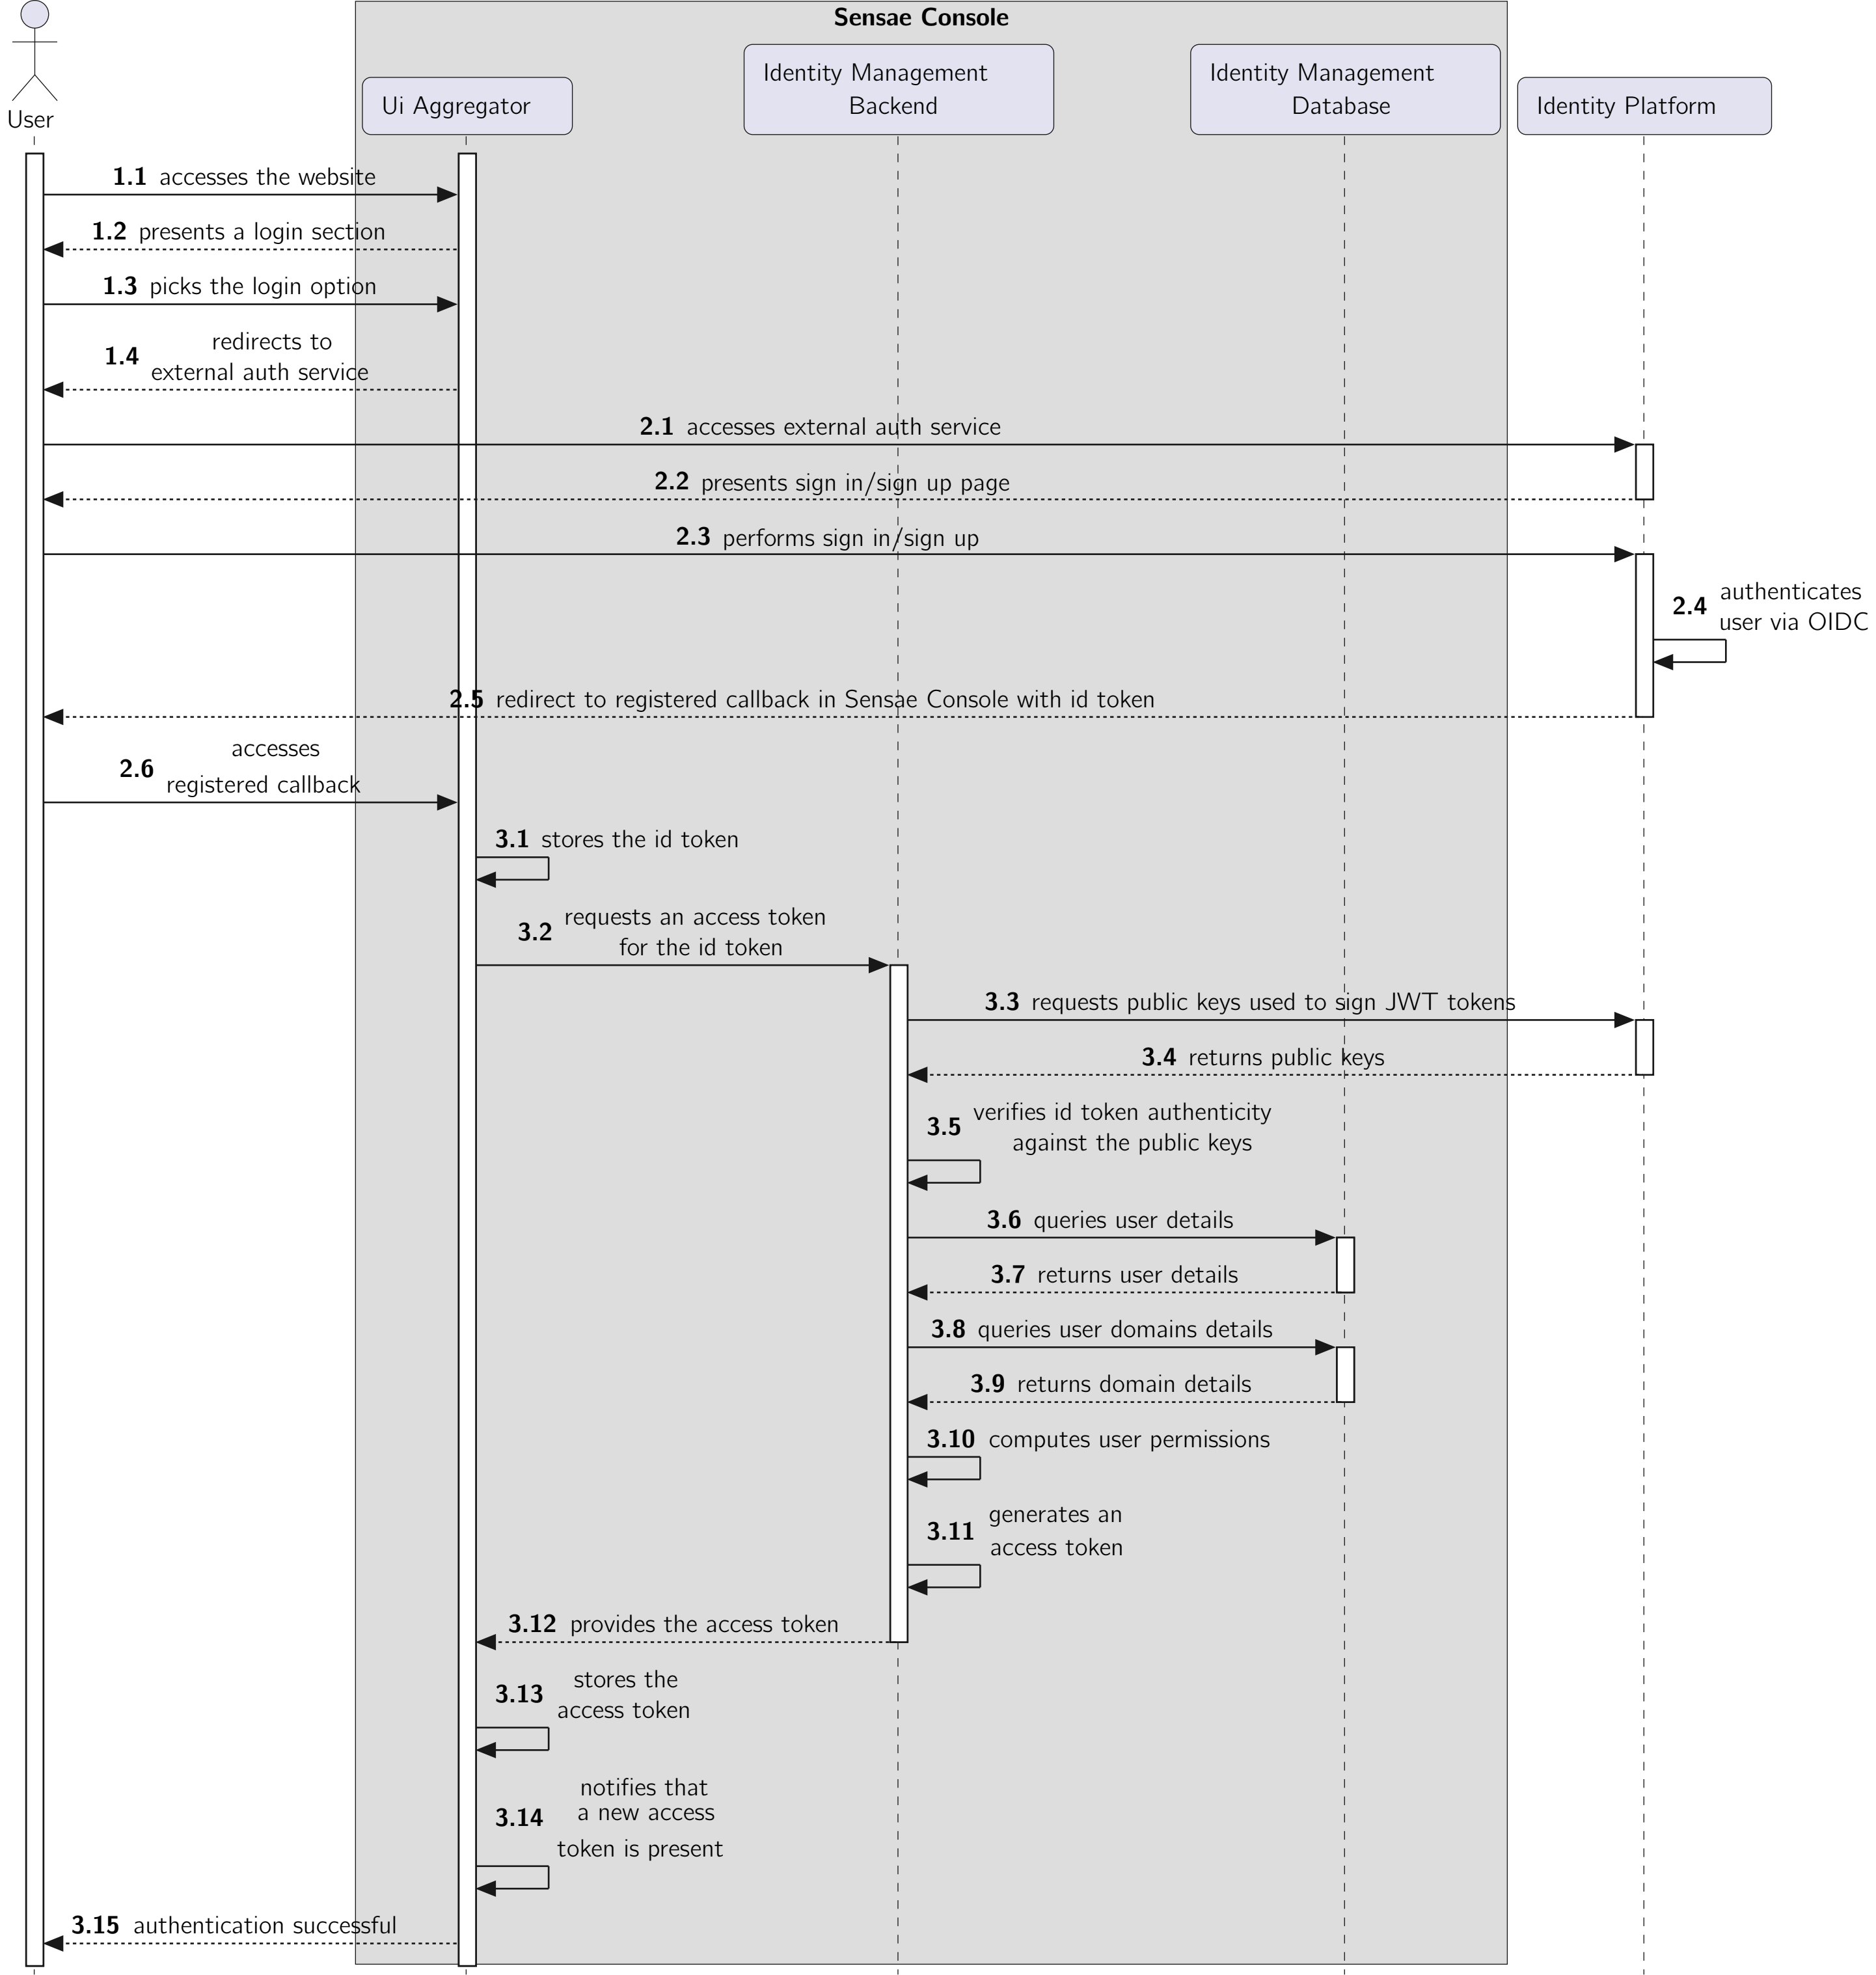 Sensae Console
User
Ui Aggregator
Identity Management
Backend
Identity Management
Database
Identity Platform
1.1 accesses the website
1.2 presents a login section
1.3 picks the login option
1.4 redirects to
external auth service
2.1 accesses external auth service
2.2 presents sign in/sign up page
2.3 performs sign in/sign up
2.4 authenticates
user via OIDC
2.5 redirect to registered callback in Sensae Console with id token
2.6 accesses
registered callback
3.1 stores the id token
3.2 requests an access token
for the id token
3.3 requests public keys used to sign JWT tokens
3.4 returns public keys
3.5 verifies id token authenticity
against the public keys
3.6 queries user details
3.7 returns user details
3.8 queries user domains details
3.9 returns domain details
3.10 computes user permissions
3.11 generates an
access token
3.12 provides the access token
3.13 stores the
access token
3.14 notifies that
a new access
token is present
3.15 authentication successful